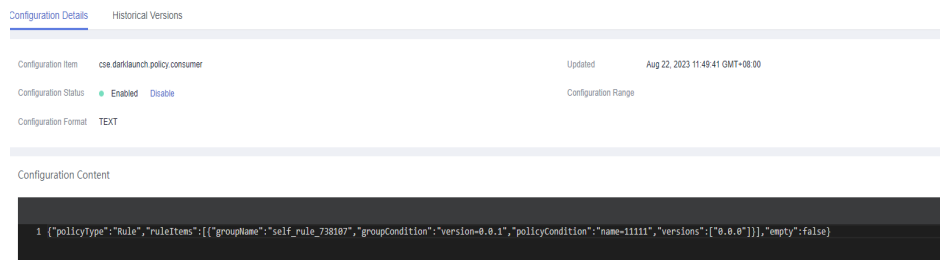 Configuration Details Historical Versions
Configuration Item cse.darklaunch.policy.consumer Updated Aug 22, 2023 11:49:41 GMT+08:00
Configuration Status Enabled Disable Configuration Range
Configuration Format TEXT
Configuration Content
1 {"policyType":"Rule","ruleItems":[{"groupName":"self_rule_738107","groupCondition":"version=0.0.1","policyCondition":"name=11111","versions":["0.0.0"]}],"empty":false}